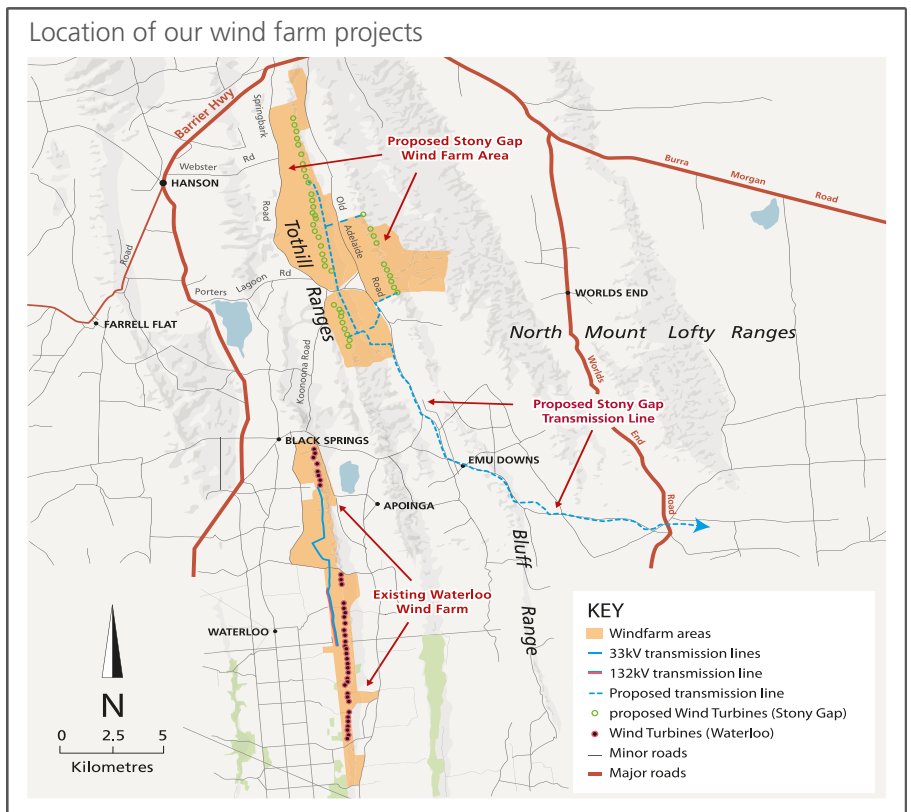 Location of our wind farm projects
Barrier Hwy
Springbark
Road
Webster Rd
HANSON
Proposed Stony Gap
Wind Farm Area
Burra
Morgan
Road
Old
Adelaide
Road
Tothill
Ranges
Road
Porters Lagoon Rd
FARRELL FLAT
WORLDS END
North Mount Lofty Ranges
Koonoona Road
Worlds
End
Road
Proposed Stony Gap
Transmission Line
BLACK SPRINGS
EMU DOWNS
APOINGA
Bluff
Range
Existing Waterloo
Wind Farm
WATERLOO
N
0 2.5 5
Kilometres
KEY
Windfarm areas
33kV transmission lines
132kV transmission line
Proposed transmission line
proposed Wind Turbines (Stony Gap)
Wind Turbines (Waterloo)
Minor roads
Major roads